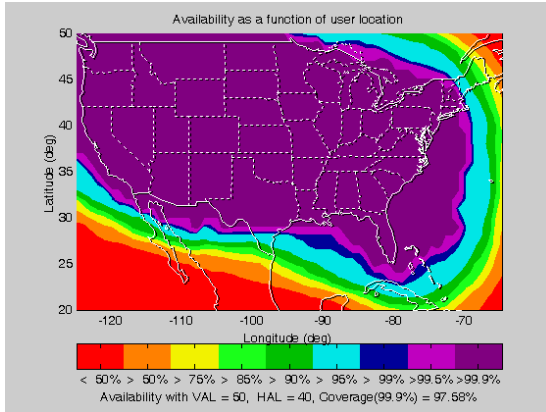 Availability as a function of user location
50
45
40
35
30
25
20
Latitude (deg)
-120 -110 -100 -90 -80 -70
Longitude (deg)
< 50% > 50% > 75% > 85% > 90% > 95% > 99% >99.5% >99.9%
Availability with VAL = 50, HAL = 40, Coverage(99.9%) = 97.58%